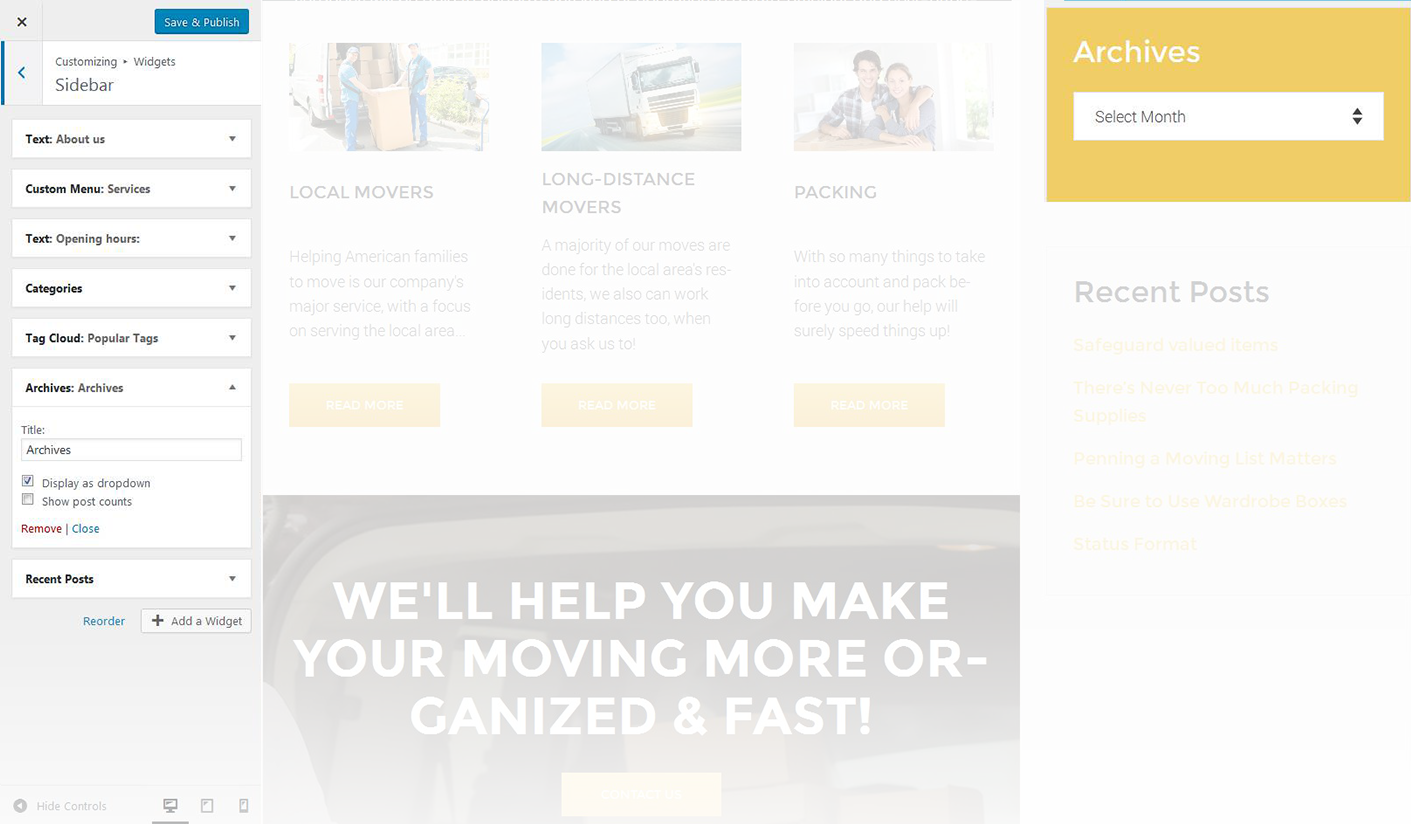 Save & Publish
Customizing ▸ Widgets
Sidebar
Text: About us
Custom Menu: Services
Text: Opening hours:
Categories
Tag Cloud: Popular Tags
Archives: Archives
Title:
Archives
Display as dropdown
Show post counts
Remove | Close
Recent Posts
Reorder
Add a Widget
Hide Controls
LOCAL MOVERS
Helping American families
to move is our company's
major service, with a focus
on serving the local area...
READ MORE
LONG-DISTANCE
MOVERS
A majority of our moves are
done for the local area's res-
idents, we also can work
long distances too, when
you ask us to!
READ MORE
PACKING
With so many things to take
into account and pack be-
fore you go, our help will
surely speed things up!
READ MORE
WE'LL HELP YOU MAKE
YOUR MOVING MORE OR-
GANIZED & FAST!
CONTACT US
Archives
Select Month
Recent Posts
Safeguard valued items
There's Never Too Much Packing
Supplies
Penning a Moving List Matters
Be Sure to Use Wardrobe Boxes
Status Format